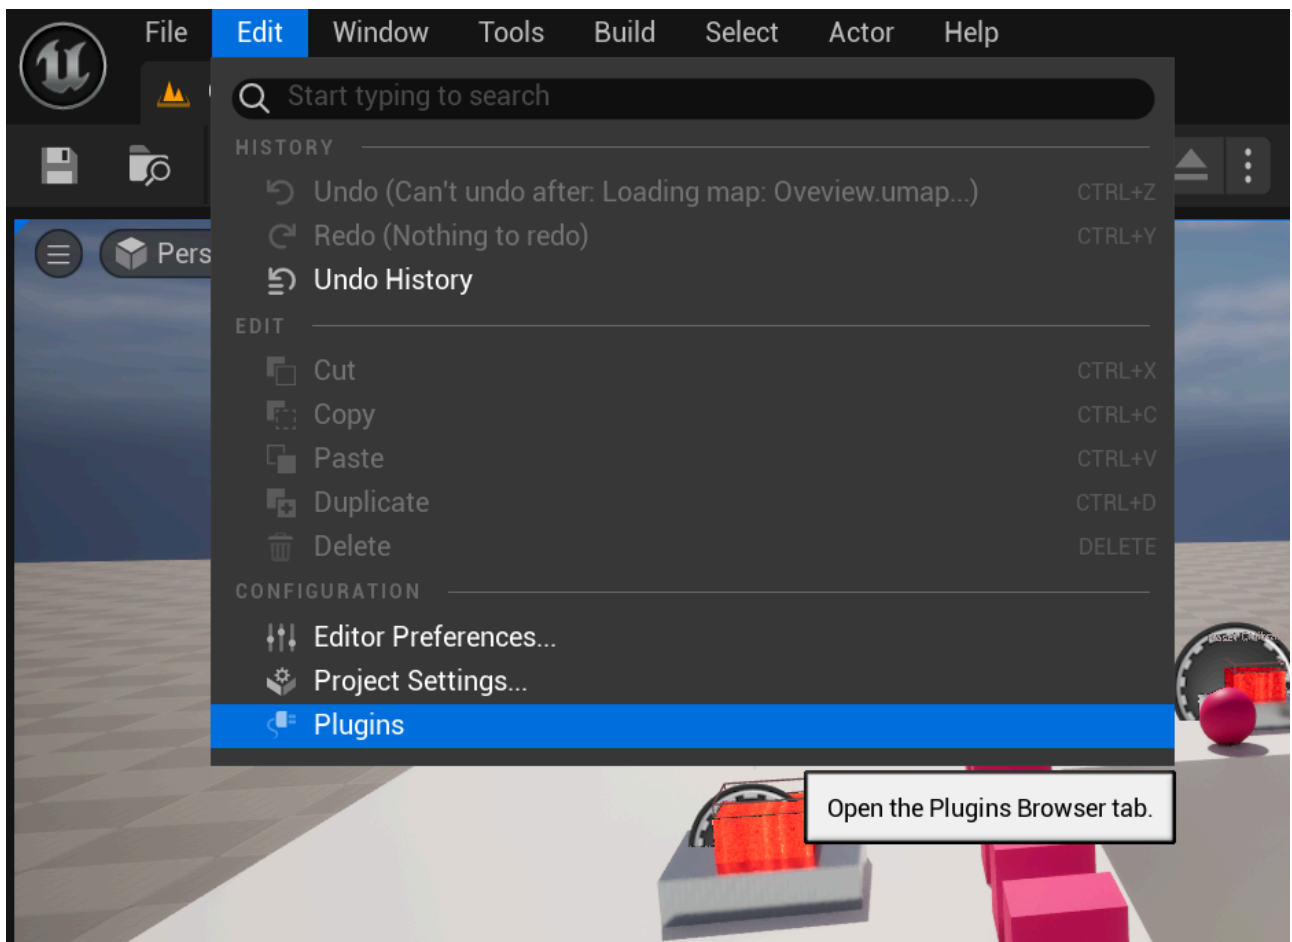 File Edit Window Tools Build Select Actor Help
Start typing to search
HISTORY
Undo (Can't undo after: Loading map: Oveview.umap...) CTRL+Z
Redo (Nothing to redo) CTRL+Y
Pers
Undo History
EDIT
Cut CTRL+X
Copy CTRL+C
Paste CTRL+V
Duplicate CTRL+D
Delete DELETE
CONFIGURATION
Editor Preferences...
Project Settings...
Plugins
Open the Plugins Browser tab.